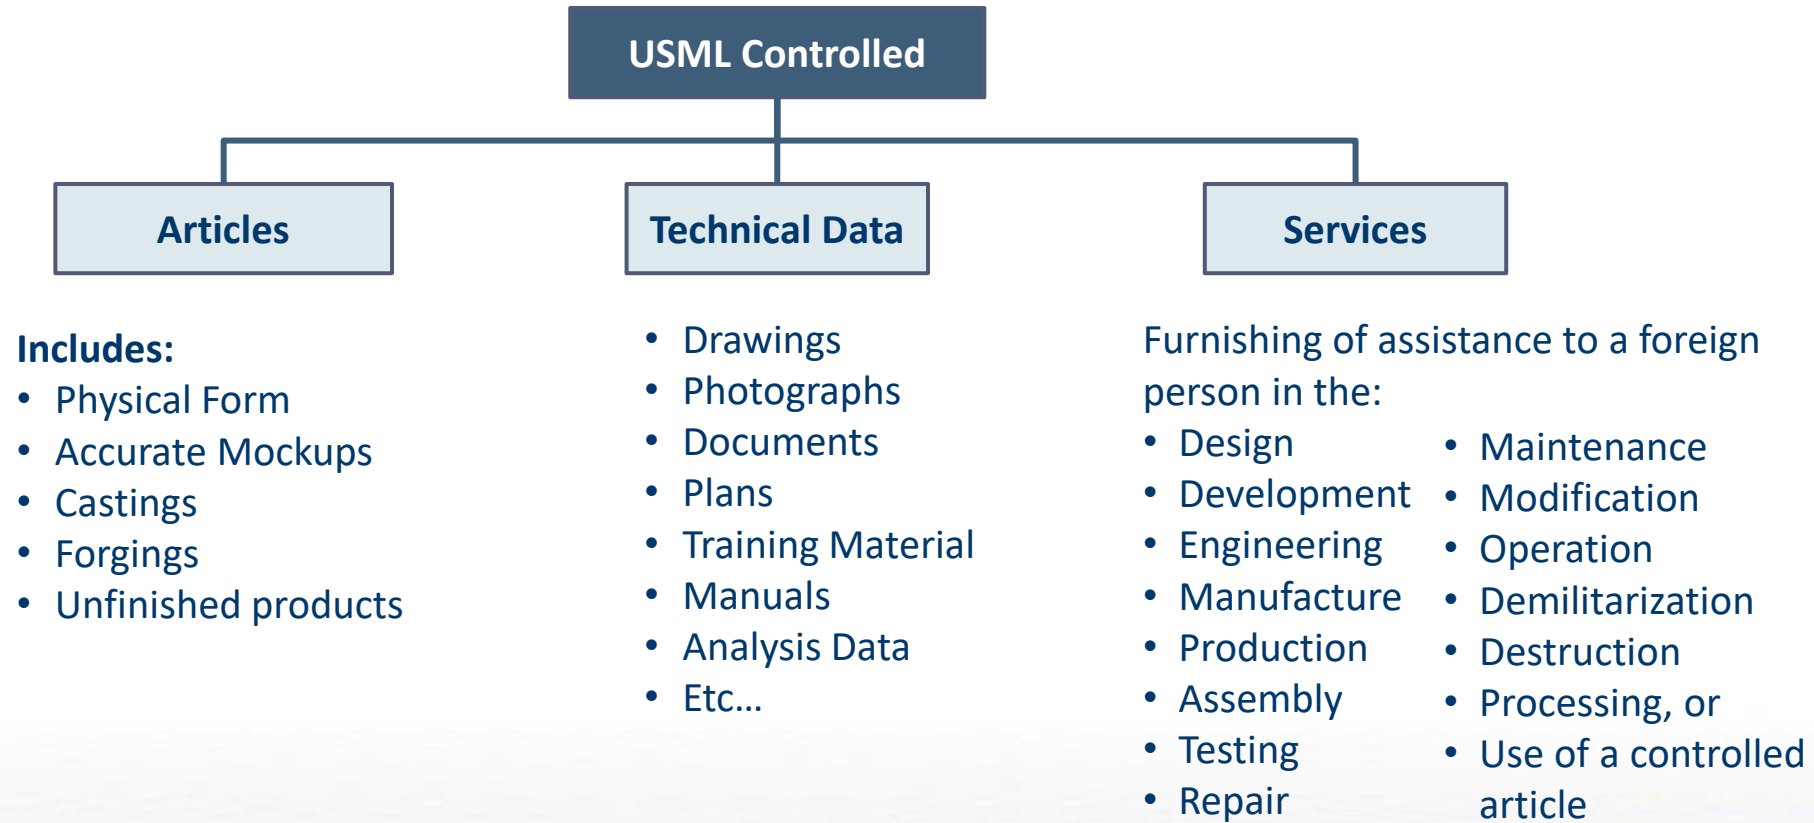 USML Controlled
Articles
Technical Data
Services
Includes:
• Physical Form
• Accurate Mockups
• Castings
• Forgings
• Unfinished products
• Drawings
• Photographs
• Documents
• Plans
• Training Material
• Manuals
• Analysis Data
• Etc…
Furnishing of assistance to a foreign
person in the:
• Design
• Development
• Engineering
• Manufacture
• Production
• Assembly
• Testing
• Repair
• Maintenance
• Modification
• Operation
• Demilitarization
• Destruction
• Processing, or
• Use of a controlled
article